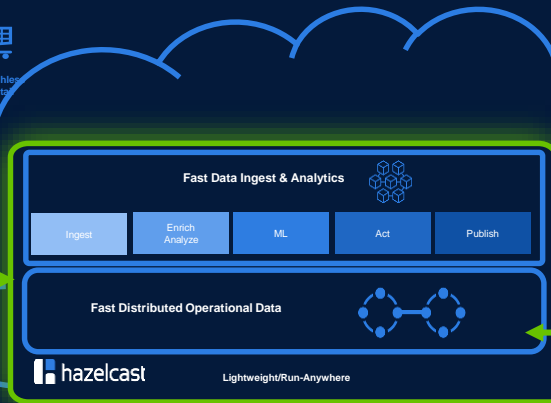 Fast Data Ingest & Analytics
Ingest
Enrich
Analyze
ML
Act
Publish
Fast Distributed Operational Data
hazelcast
Lightweight/Run-Anywhere